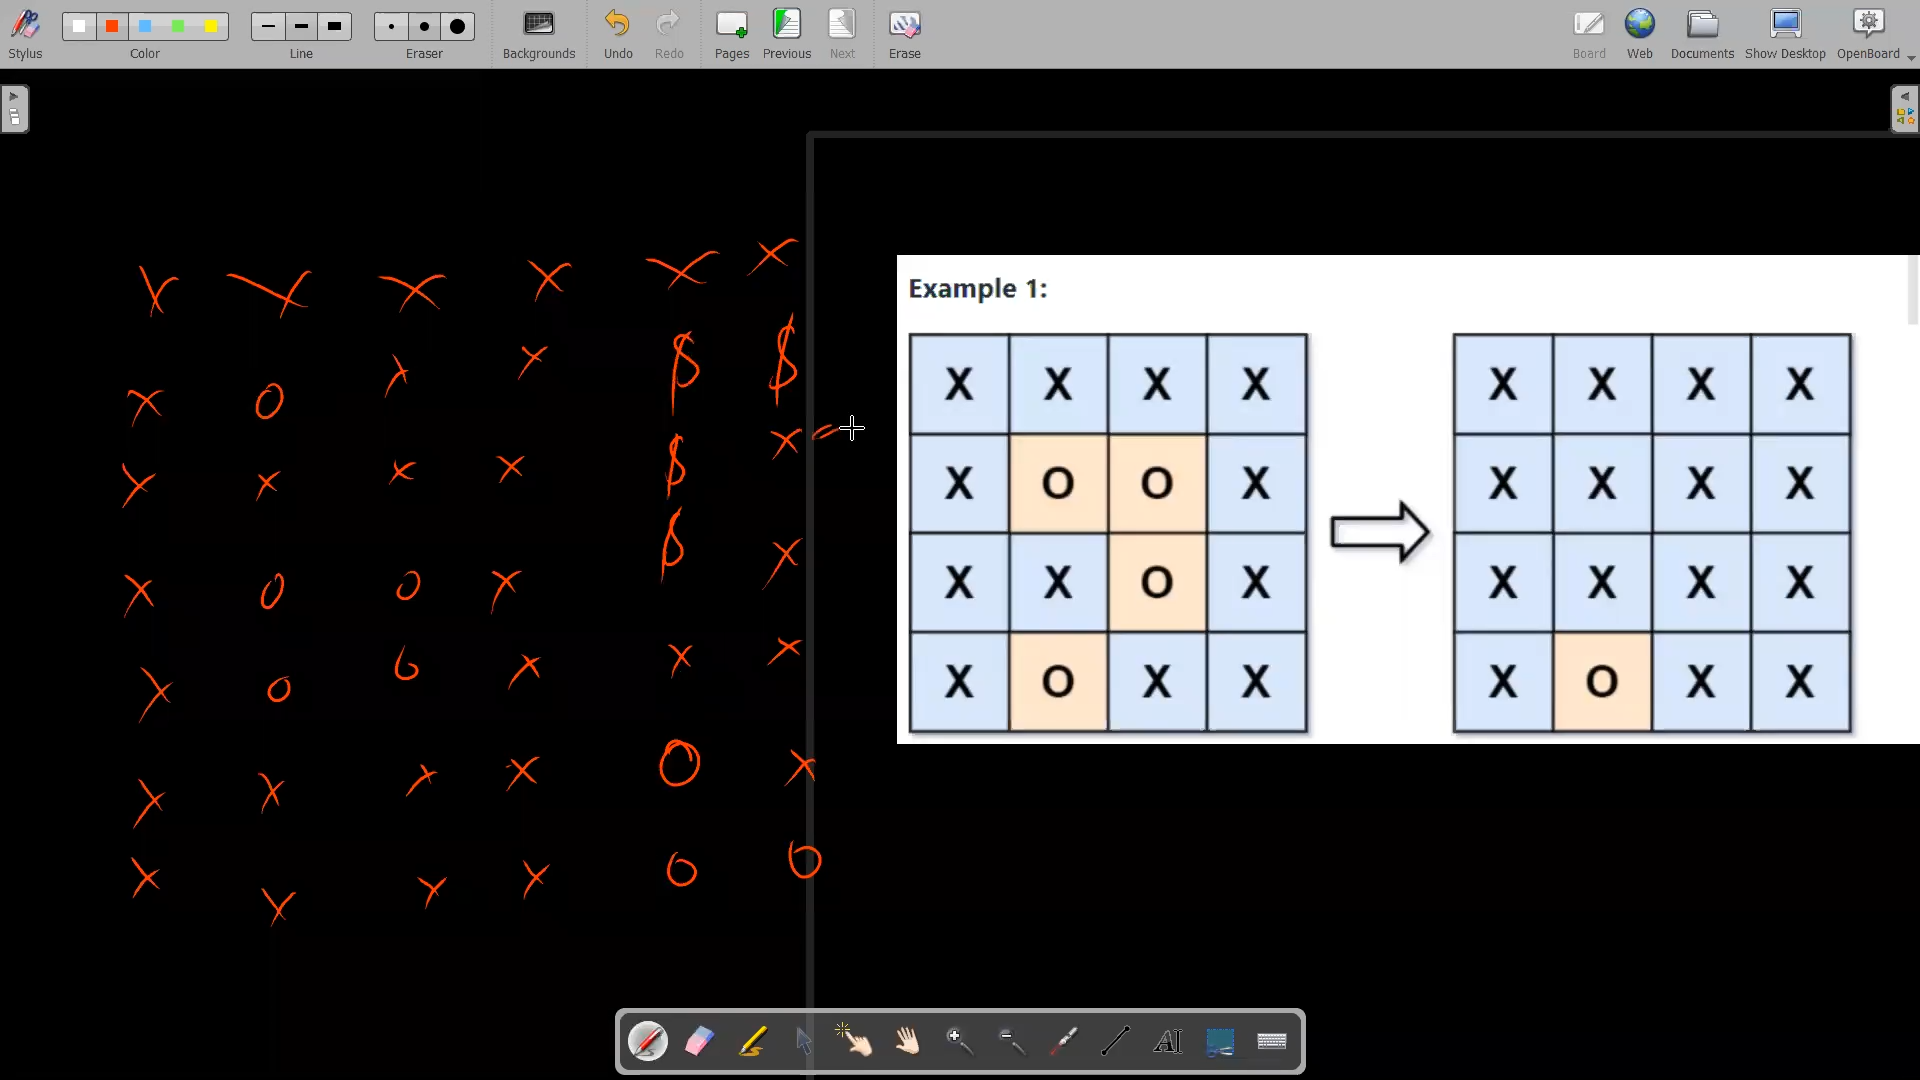 Stylus Color Line Eraser Backgrounds Undo Redo Pages Previous Next Erase Board Web Documents Show Desktop OpenBoard
X X X X X X
X O X X $ $
X X X X $ X
X O O X $ X
X O O X X X
X X X X O X
X X X X O O
Example 1:
X X X X
X O O X
X X O X
X O X X
X X X X
X X X X
X X X X
X O X X
AI